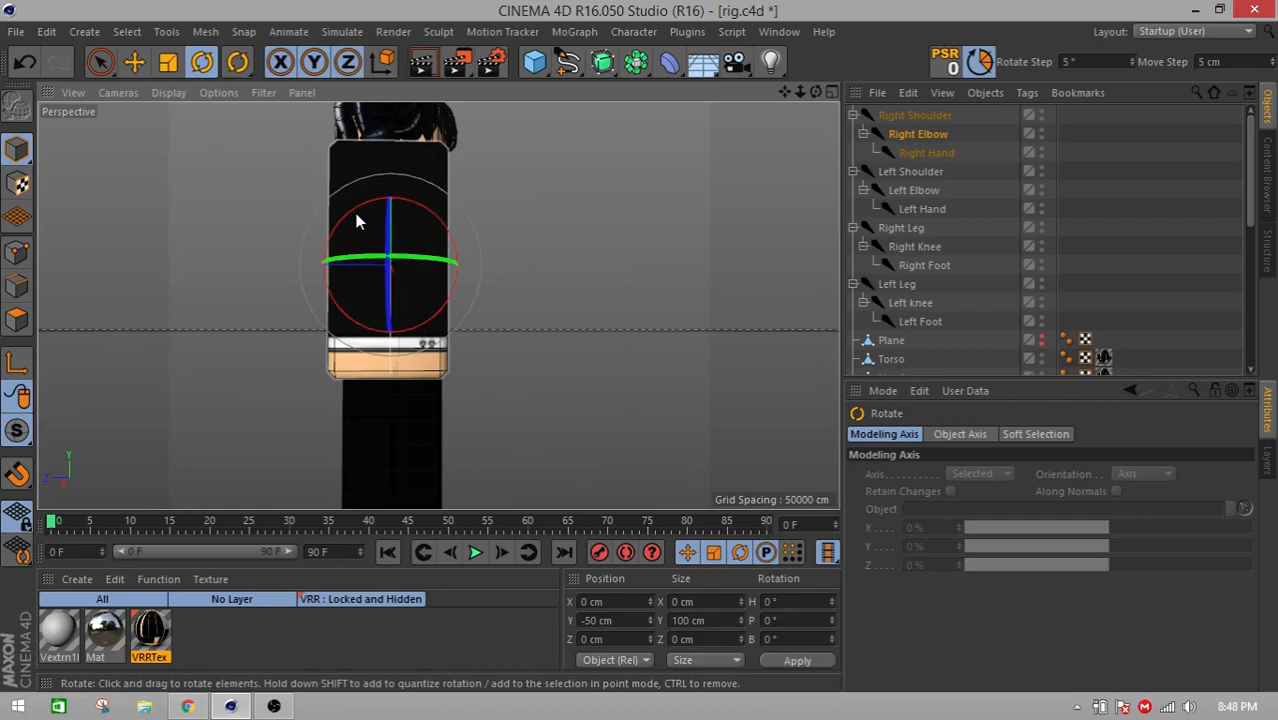 CINEMA 4D R16.050 Studio (R16) - [rig.c4d *]
File Edit Create Select Tools Mesh Snap Animate Simulate Render Sculpt Motion Tracker MoGraph Character Plugins Script Window Help Layout: Startup (User)
X Y Z PSR 0 Rotate Step 5 ° Move Step 5 cm
View Cameras Display Options Filter Panel
File Edit View Objects Tags Bookmarks
Perspective
Right Shoulder
Right Elbow
Right Hand
Left Shoulder
Left Elbow
Left Hand
Right Leg
Right Knee
Right Foot
Left Leg
Left knee
Left Foot
Plane
Torso
Objects
Content Browser
Structure
Mode Edit User Data
Rotate
Modeling Axis Object Axis Soft Selection
Modeling Axis
Axis Selected Orientation Axis
Retain Changes Along Normals
Object
X 0 %
Y 0 %
Z 0 %
Attributes
Layers
Y
Z X
Grid Spacing : 50000 cm
0 5 10 15 20 25 30 35 40 45 50 55 60 65 70 75 80 85 90 0 F
0 F 0 F 90 F 90 F
Create Edit Function Texture
All No Layer VRR : Locked and Hidden
Mat VRRTex
Position Size Rotation
X 0 cm X 0 cm H 0 °
Y -50 cm Y 100 cm P 0 °
Z 0 cm Z 0 cm B 0 °
Object (Rel) Size Apply
MAXON CINEMA 4D
Rotate: Click and drag to rotate elements. Hold down SHIFT to add to quantize rotation / add to the selection in point mode, CTRL to remove.
8:48 PM